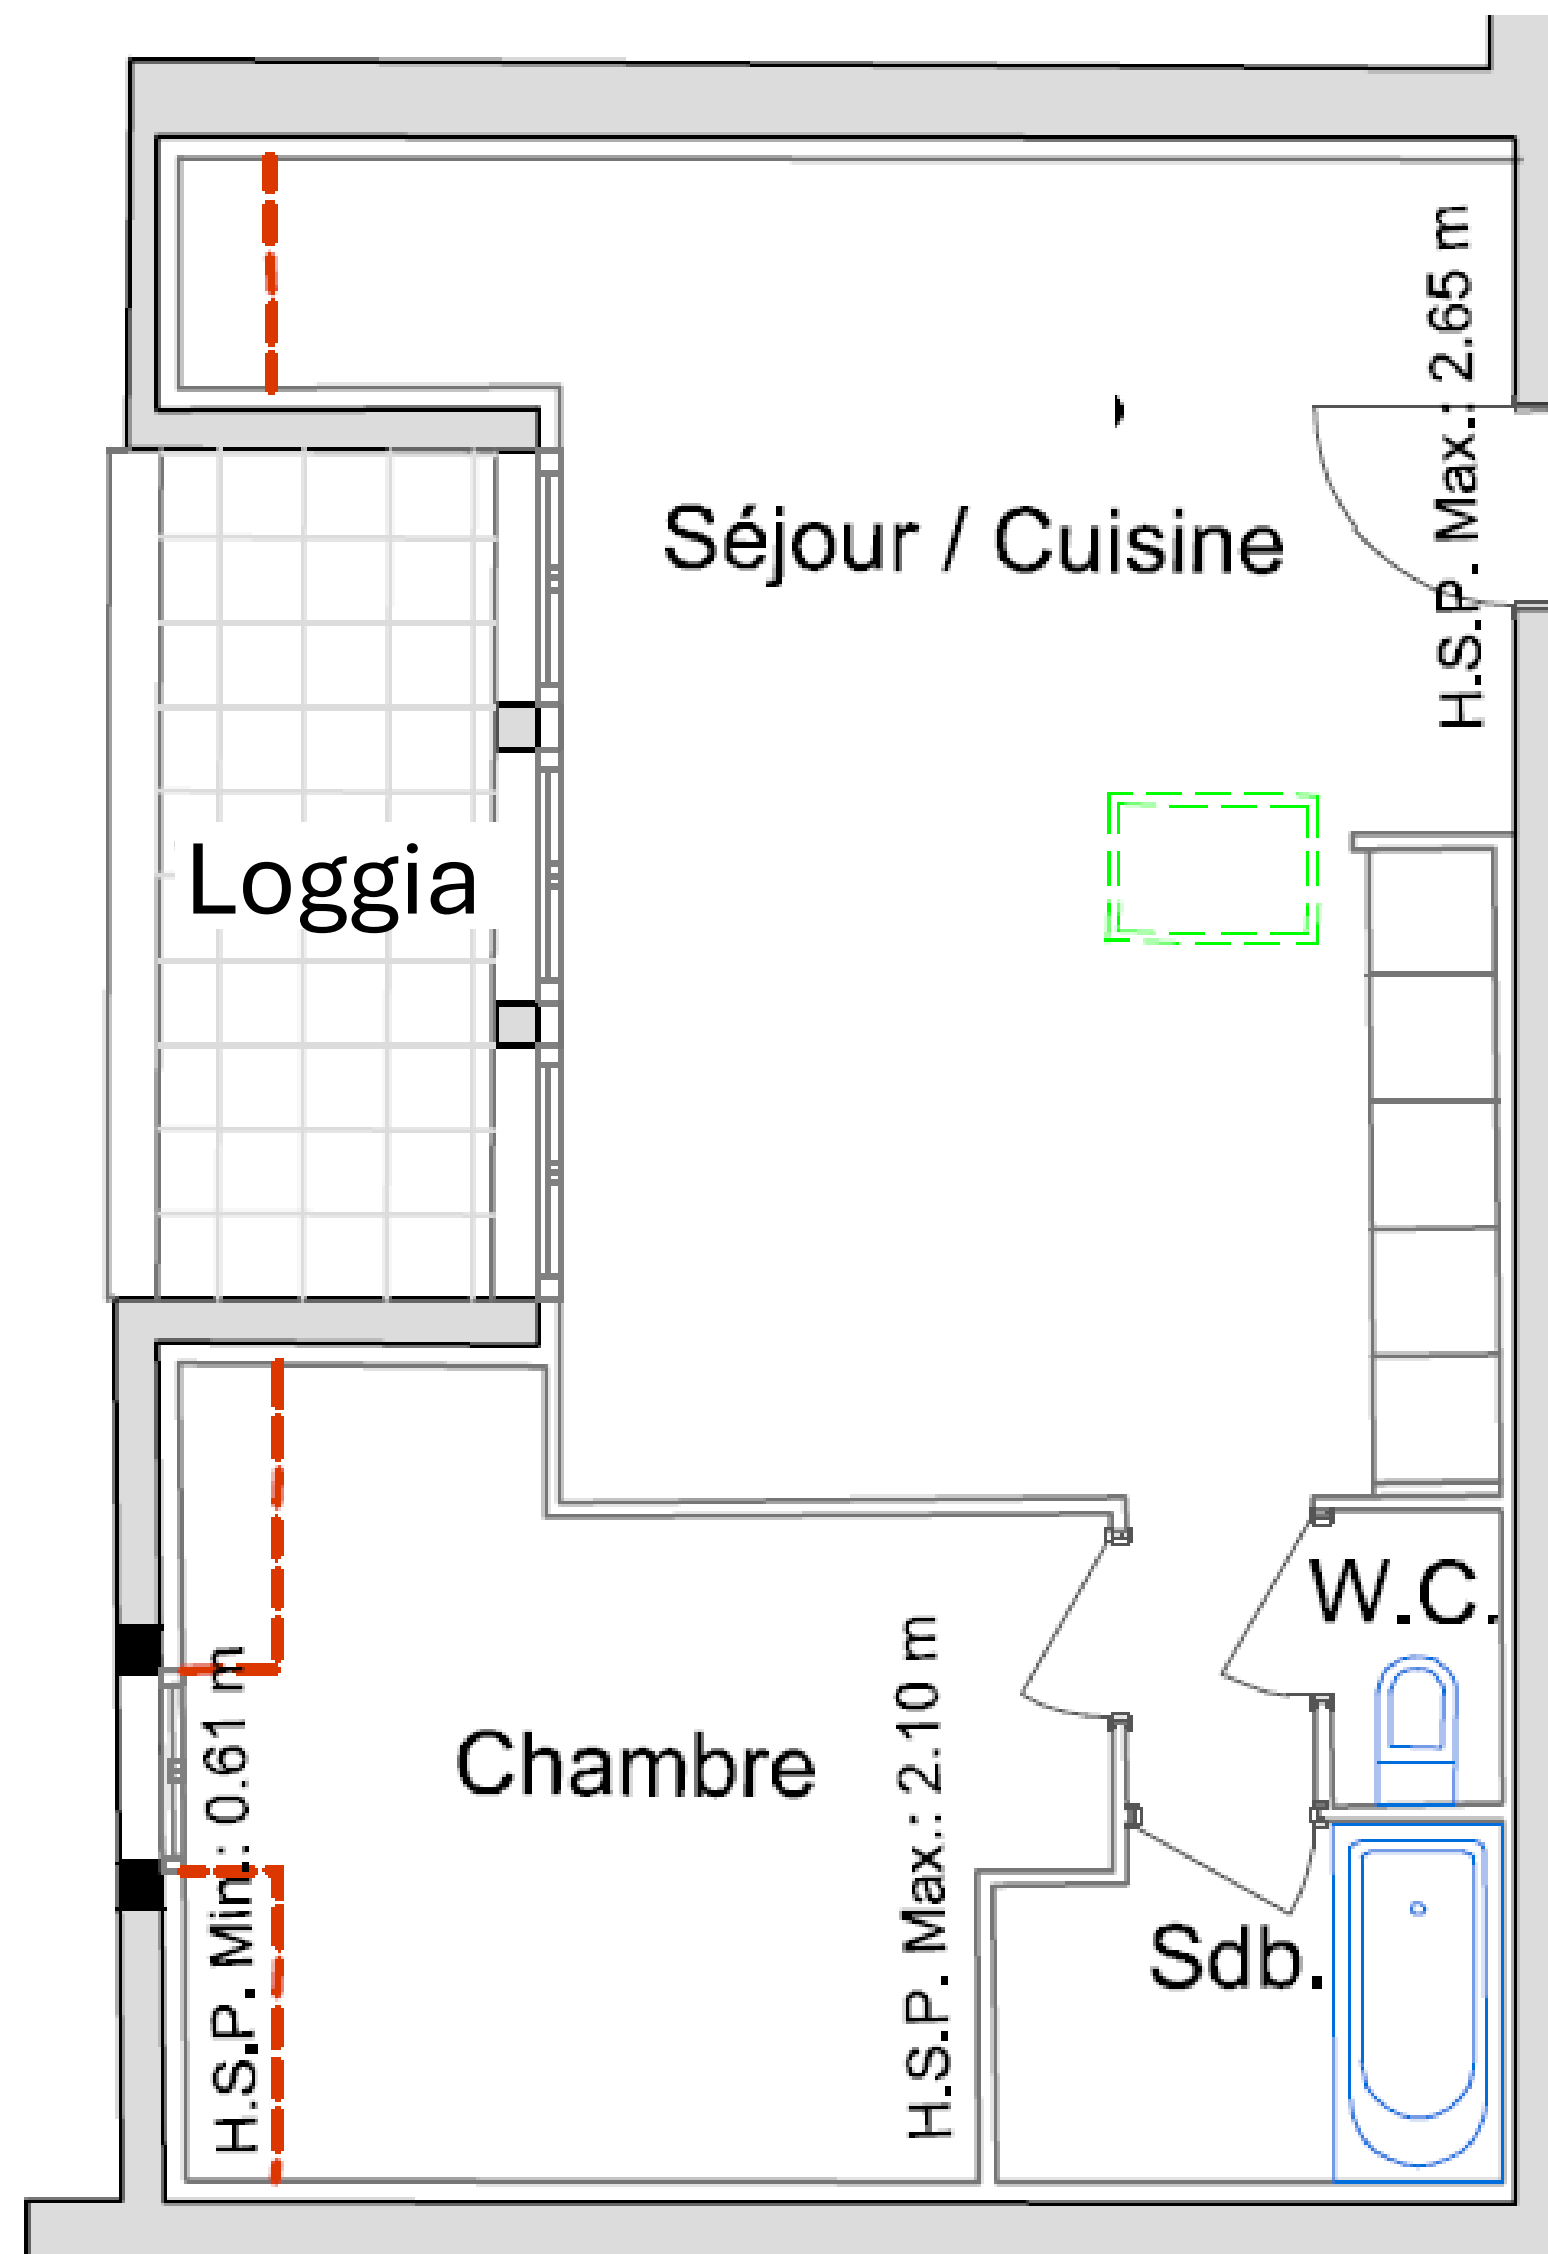 H.S.P. Max.: 2.65 m
Séjour / Cuisine
Loggia
W.C.
H.S.P. Min.: 0.61 m
Chambre
H.S.P. Max.: 2.10 m
Sdb.